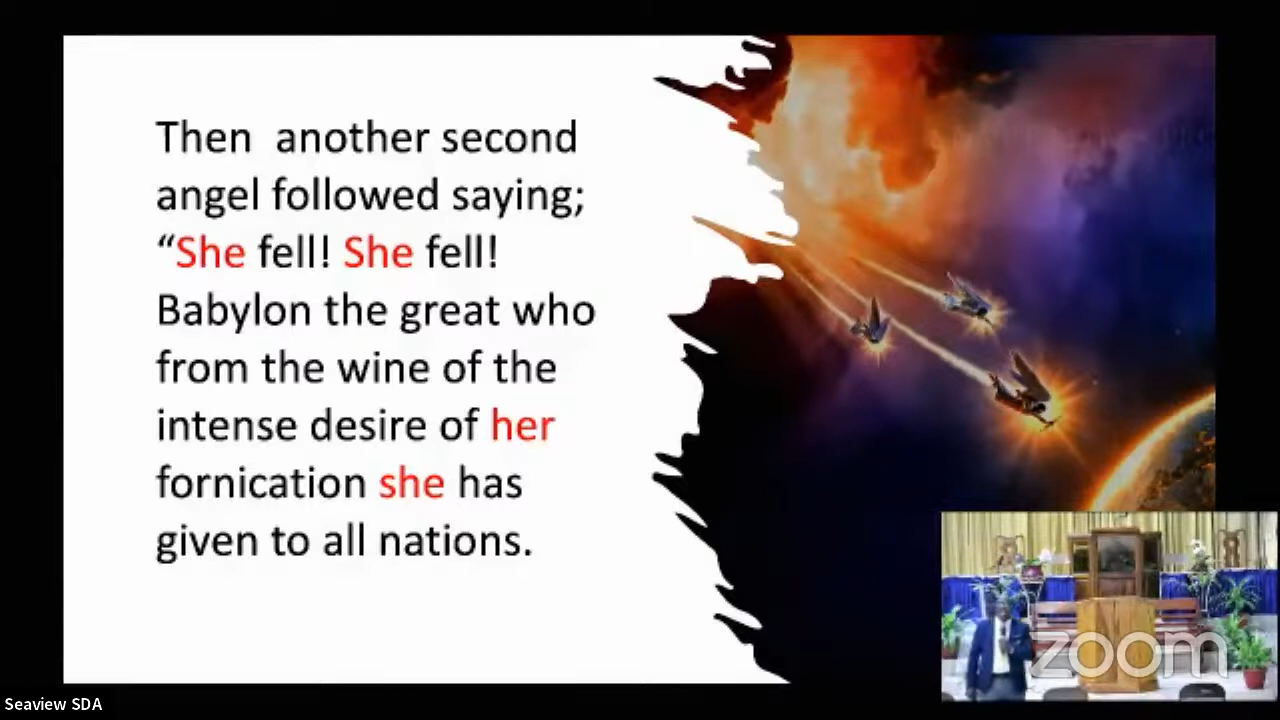 Then  another second
angel followed saying;
“She fell! She fell!
Babylon the great who
from the wine of the
intense desire of her
fornication she has
given to all nations.
zoom
Seaview SDA